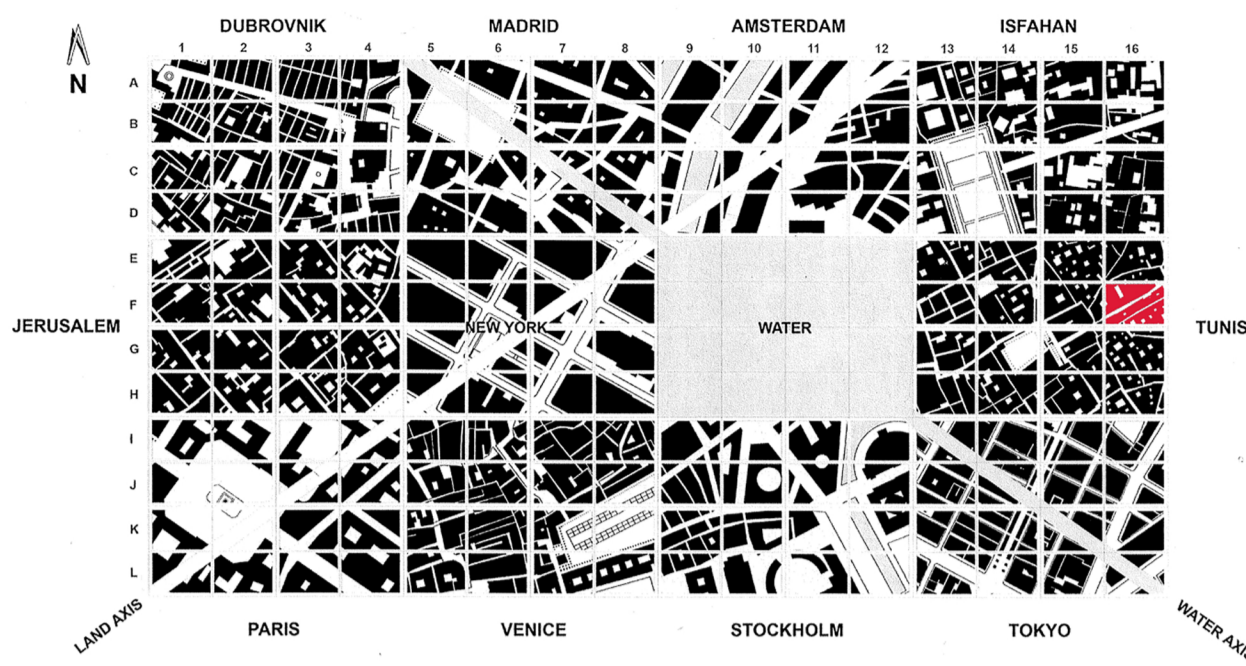 DUBROVNIK MADRID AMSTERDAM ISFAHAN
1 2 3 4 5 6 7 8 9 10 11 12 13 14 15 16
N
A
B
C
D
E
F
JERUSALEM NEW YORK WATER TUNIS
G
H
I
J
K
L
LAND AXIS
WATER AXIS
PARIS VENICE STOCKHOLM TOKYO